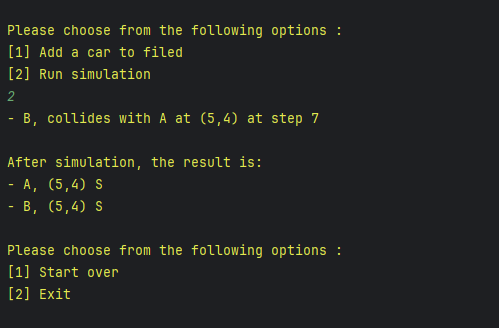 Please choose from the following options :
[1] Add a car to filed
[2] Run simulation
2
- B, collides with A at (5,4) at step 7
After simulation, the result is:
- A, (5,4) S
- B, (5,4) S
Please choose from the following options :
[1] Start over
[2] Exit